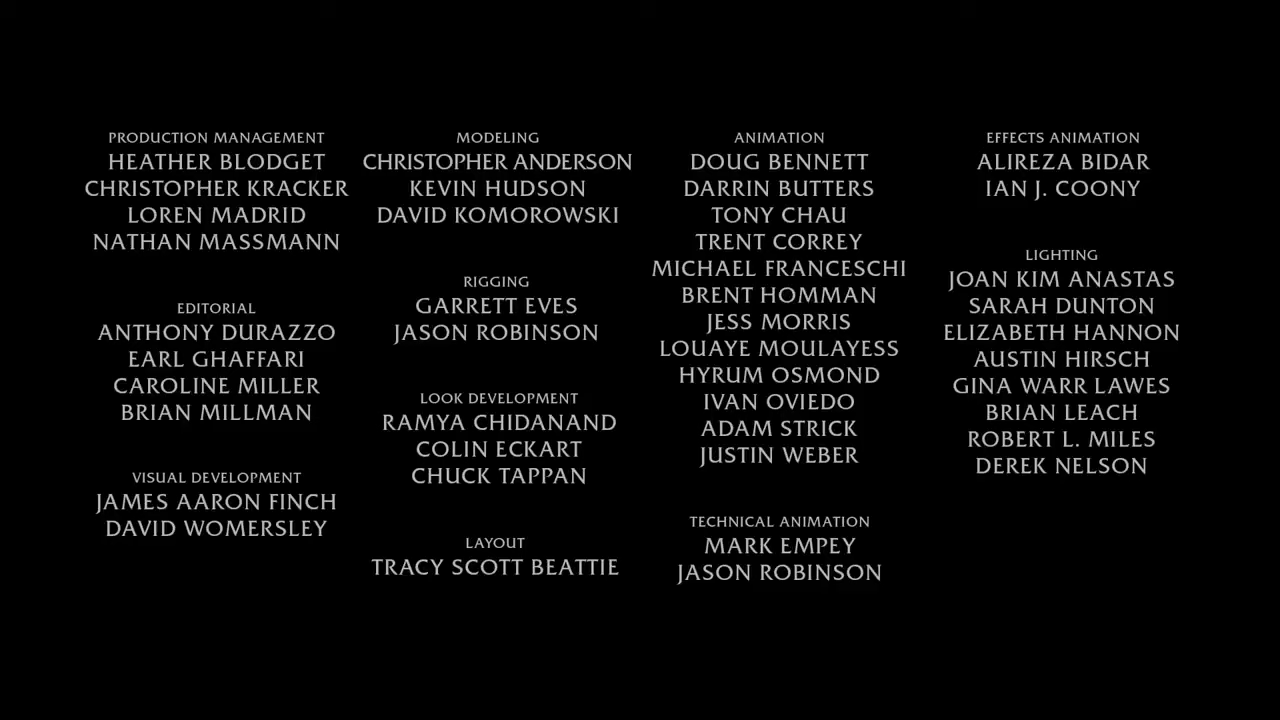 PRODUCTION MANAGEMENT
HEATHER BLODGET
CHRISTOPHER KRACKER
LOREN MADRID
NATHAN MASSMANN
EDITORIAL
ANTHONY DURAZZO
EARL GHAFFARI
CAROLINE MILLER
BRIAN MILLMAN
VISUAL DEVELOPMENT
JAMES AARON FINCH
DAVID WOMERSLEY
MODELING
CHRISTOPHER ANDERSON
KEVIN HUDSON
DAVID KOMOROWSKI
RIGGING
GARRETT EVES
JASON ROBINSON
LOOK DEVELOPMENT
RAMYA CHIDANAND
COLIN ECKART
CHUCK TAPPAN
LAYOUT
TRACY SCOTT BEATTIE
ANIMATION
DOUG BENNETT
DARRIN BUTTERS
TONY CHAU
TRENT CORREY
MICHAEL FRANCESCHI
BRENT HOMMAN
JESS MORRIS
LOUAYE MOULAYESS
HYRUM OSMOND
IVAN OVIEDO
ADAM STRICK
JUSTIN WEBER
TECHNICAL ANIMATION
MARK EMPEY
JASON ROBINSON
EFFECTS ANIMATION
ALIREZA BIDAR
IAN J. COONY
LIGHTING
JOAN KIM ANASTAS
SARAH DUNTON
ELIZABETH HANNON
AUSTIN HIRSCH
GINA WARR LAWES
BRIAN LEACH
ROBERT L. MILES
DEREK NELSON